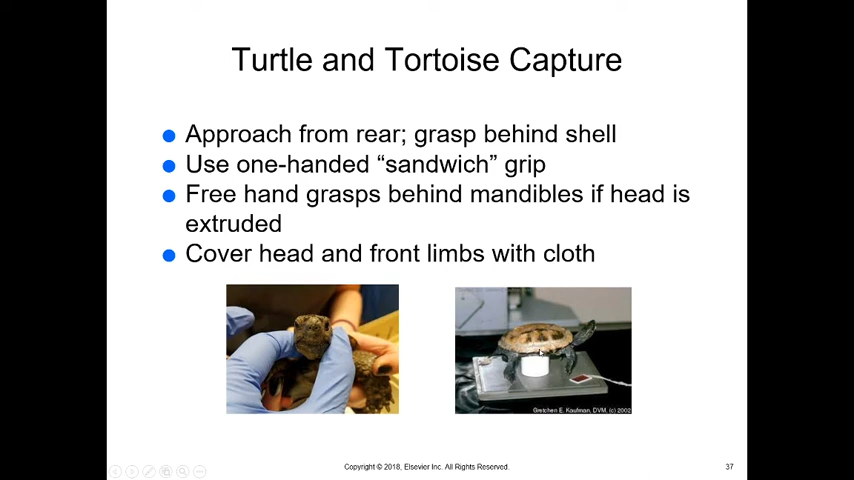 Turtle and Tortoise Capture
Approach from rear; grasp behind shell
Use one-handed “sandwich” grip
Free hand grasps behind mandibles if head is
extruded
Cover head and front limbs with cloth
Gretchen E. Kaufman, DVM, (c) 2002
Copyright © 2018, Elsevier Inc. All Rights Reserved.
37